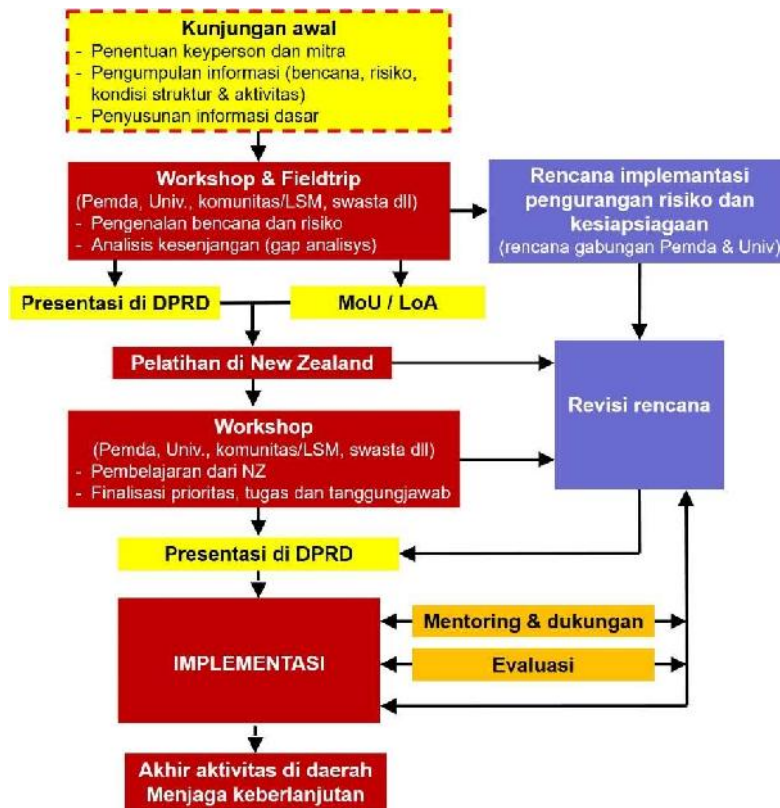 Kunjungan awal
- Penentuan keyperson dan mitra
- Pengumpulan informasi (bencana, risiko,
kondisi struktur & aktivitas)
- Penyusunan informasi dasar
Workshop & Fieldtrip
(Pemda, Univ., komunitas/LSM, swasta dll)
- Pengenalan bencana dan risiko
- Analisis kesenjangan (gap analisys)
Rencana implemantasi
pengurangan risiko dan
kesiapsiagaan
(rencana gabungan Pemda & Univ)
Presentasi di DPRD
MoU / LoA
Pelatihan di New Zealand
Revisi rencana
Workshop
(Pemda, Univ., komunitas/LSM, swasta dll)
- Pembelajaran dari NZ
- Finalisasi prioritas, tugas dan tanggungjawab
Presentasi di DPRD
IMPLEMENTASI
Mentoring & dukungan
Evaluasi
Akhir aktivitas di daerah
Menjaga keberlanjutan